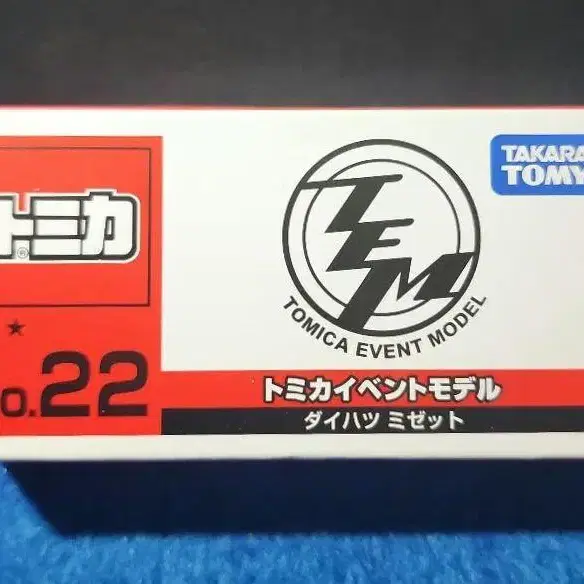 トミカ
®
TAKARA
TOMY
TEM
TOMICA EVENT MODEL
o.22
トミカイベントモデル
ダイハツ ミゼット